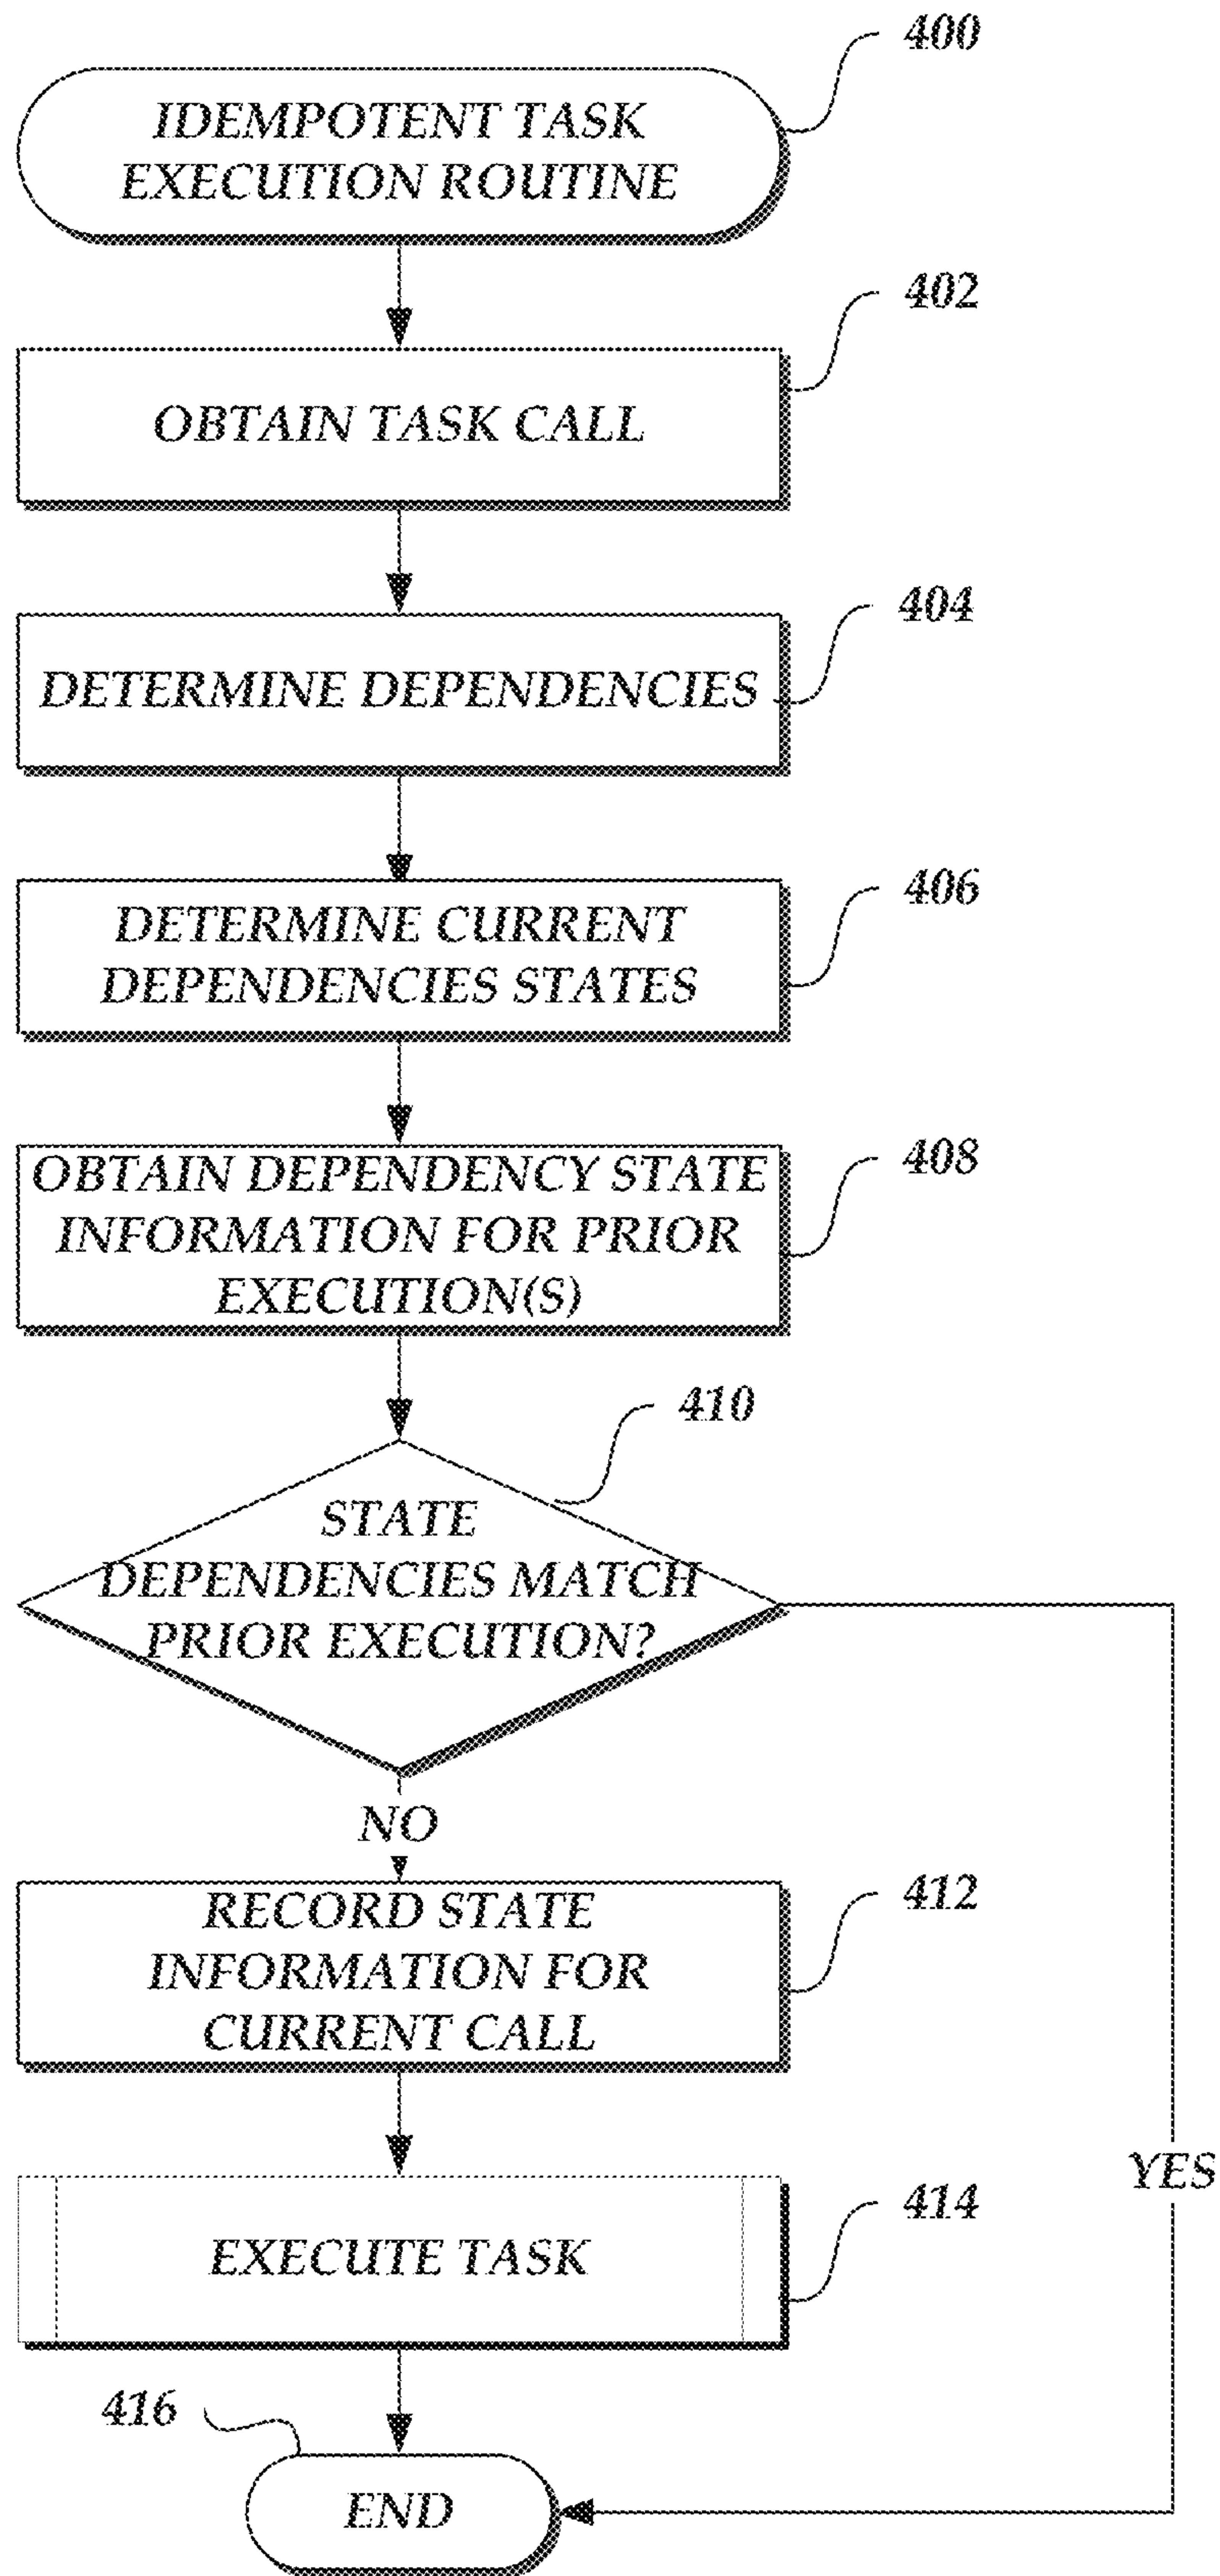 400
IDEMPOTENT TASK
EXECUTION ROUTINE
402
OBTAIN TASK CALL
404
DETERMINE DEPENDENCIES
406
DETERMINE CURRENT
DEPENDENCIES STATES
408
OBTAIN DEPENDENCY STATE
INFORMATION FOR PRIOR
EXECUTION(S)
410
STATE
DEPENDENCIES MATCH
PRIOR EXECUTION?
NO
412
RECORD STATE
INFORMATION FOR
CURRENT CALL
YES
414
EXECUTE TASK
416
END